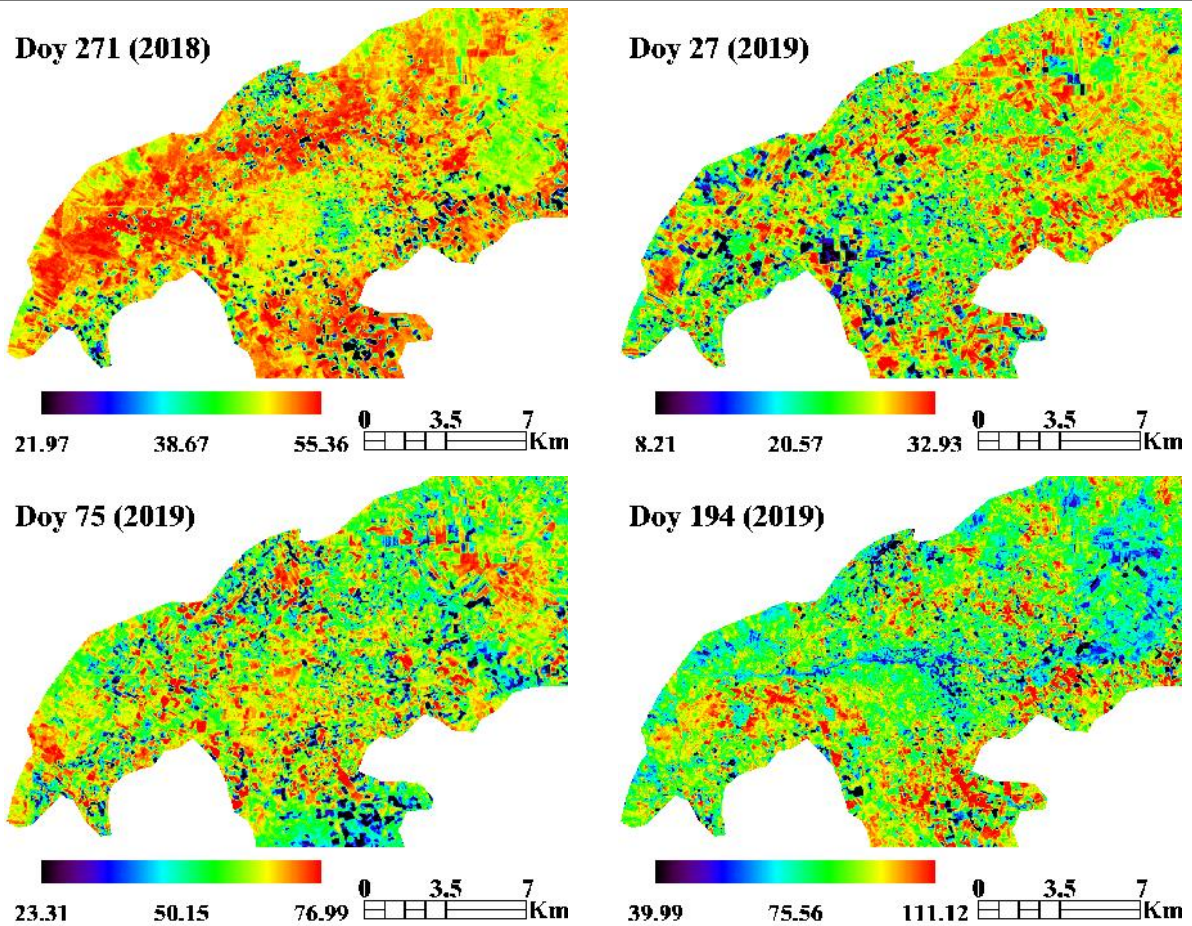 Doy 271 (2018)
0 3.5 7
21.97 38.67 55.36 Km
Doy 27 (2019)
0 3.5 7
8.21 20.57 32.93 Km
Doy 75 (2019)
0 3.5 7
23.31 50.15 76.99 Km
Doy 194 (2019)
0 3.5 7
39.99 75.56 111.12 Km